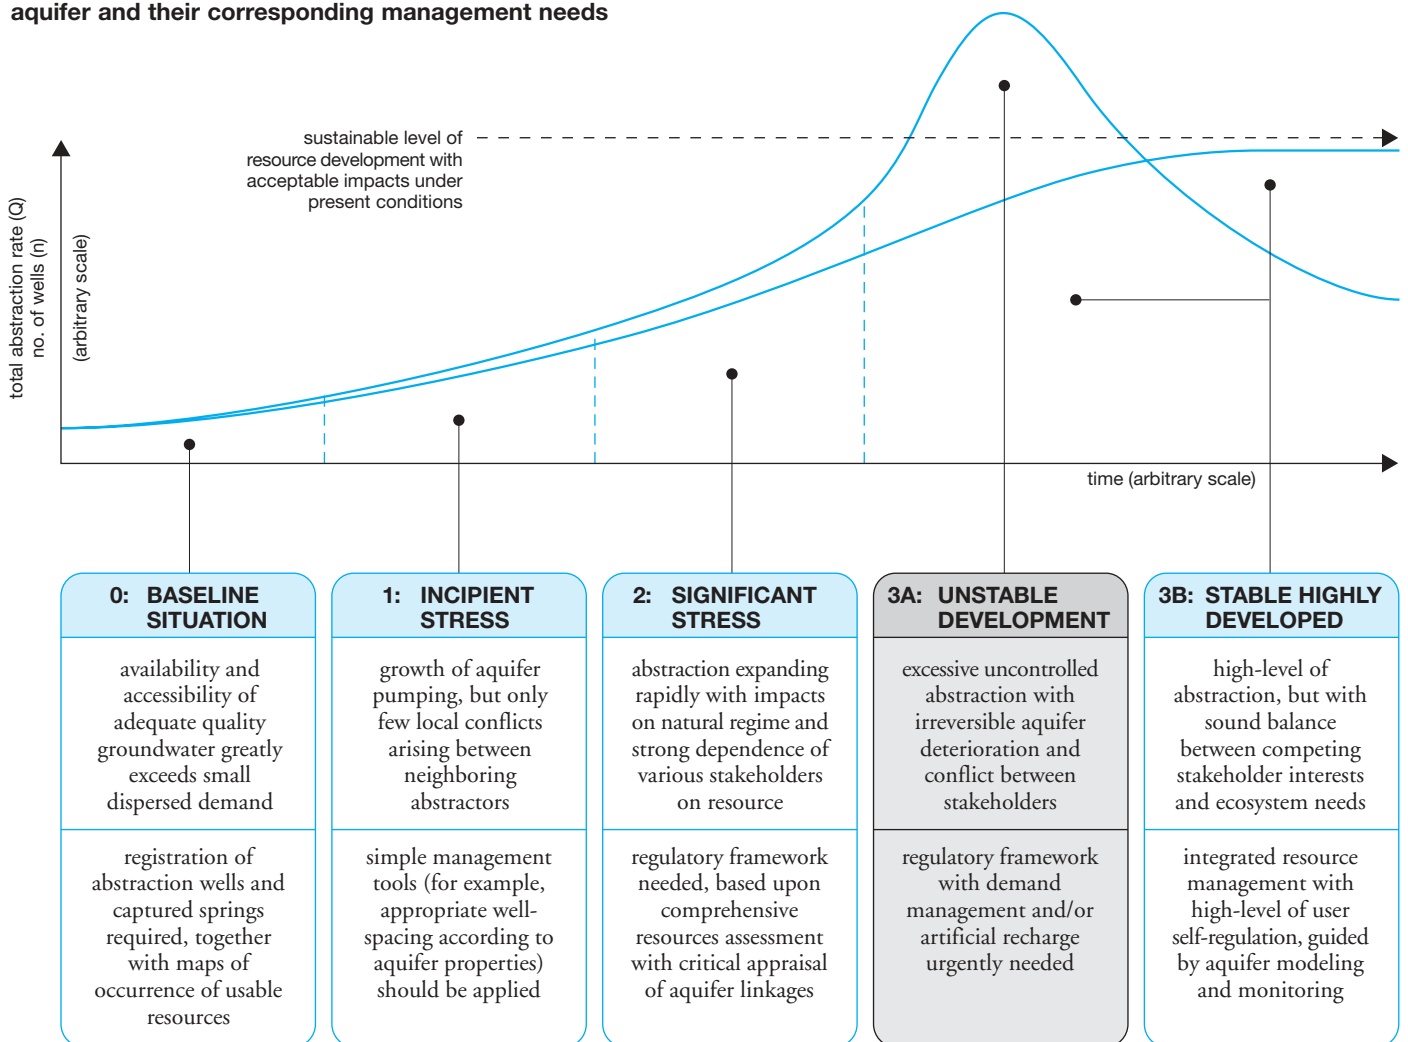 aquifer and their corresponding management needs
sustainable level of
resource development with
acceptable impacts under
present conditions
total abstraction rate (Q)
no. of wells (n)
(arbitrary scale)
time (arbitrary scale)
0: BASELINE
SITUATION
availability and
accessibility of
adequate quality
groundwater greatly
exceeds small
dispersed demand
registration of
abstraction wells and
captured springs
required, together
with maps of
occurrence of usable
resources
1: INCIPIENT
STRESS
growth of aquifer
pumping, but only
few local conflicts
arising between
neighboring
abstractors
simple management
tools (for example,
appropriate well-
spacing according to
aquifer properties)
should be applied
2: SIGNIFICANT
STRESS
abstraction expanding
rapidly with impacts
on natural regime and
strong dependence of
various stakeholders
on resource
regulatory framework
needed, based upon
comprehensive
resources assessment
with critical appraisal
of aquifer linkages
3A: UNSTABLE
DEVELOPMENT
excessive uncontrolled
abstraction with
irreversible aquifer
deterioration and
conflict between
stakeholders
regulatory framework
with demand
management and/or
artificial recharge
urgently needed
3B: STABLE HIGHLY
DEVELOPED
high-level of
abstraction, but with
sound balance
between competing
stakeholder interests
and ecosystem needs
integrated resource
management with
high-level of user
self-regulation, guided
by aquifer modeling
and monitoring